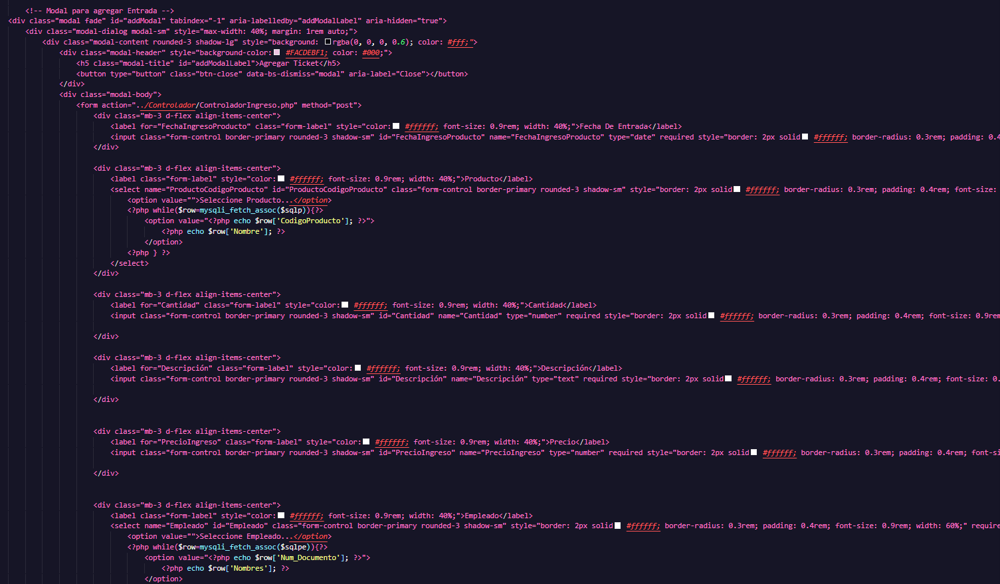 <!-- Modal para agregar Entrada -->
<div class="modal fade" id="addModal" tabindex="-1" aria-labelledby="addModalLabel" aria-hidden="true">
<div class="modal-dialog modal-sm" style="max-width: 40%; margin: 1rem auto;">
<div class="modal-content rounded-3 shadow-lg" style="background: rgba(0, 0, 0, 0.6); color: #fff;">
<div class="modal-header" style="background-color: #FACDEBF1; color: #000;">
<h5 class="modal-title" id="addModalLabel">Agregar Ticket</h5>
<button type="button" class="btn-close" data-bs-dismiss="modal" aria-label="Close"></button>
</div>
<div class="modal-body">
<form action="../Controlador/ControladorIngreso.php" method="post">
<div class="mb-3 d-flex align-items-center">
<label for="FechaIngresoProducto" class="form-label" style="color: #ffffff; font-size: 0.9rem; width: 40%;">Fecha De Entrada</label>
<input class="form-control border-primary rounded-3 shadow-sm" id="FechaIngresoProducto" name="FechaIngresoProducto" type="date" required style="border: 2px solid #ffffff; border-radius: 0.3rem; padding: 0.4
</div>
<div class="mb-3 d-flex align-items-center">
<label class="form-label" style="color: #ffffff; font-size: 0.9rem; width: 40%;">Producto</label>
<select name="ProductoCodigoProducto" id="ProductoCodigoProducto" class="form-control border-primary rounded-3 shadow-sm" style="border: 2px solid #ffffff; border-radius: 0.3rem; padding: 0.4rem; font-size:
<option value="">Seleccione Producto...</option>
<?php while($row=mysqli_fetch_assoc($sqlp)){?>
<option value="<?php echo $row['CodigoProducto']; ?>">
<?php echo $row['Nombre']; ?>
</option>
<?php } ?>
</select>
</div>
<div class="mb-3 d-flex align-items-center">
<label for="Cantidad" class="form-label" style="color: #ffffff; font-size: 0.9rem; width: 40%;">Cantidad</label>
<input class="form-control border-primary rounded-3 shadow-sm" id="Cantidad" name="Cantidad" type="number" required style="border: 2px solid #ffffff; border-radius: 0.3rem; padding: 0.4rem; font-size: 0.9rem
</div>
<div class="mb-3 d-flex align-items-center">
<label for="Descripción" class="form-label" style="color: #ffffff; font-size: 0.9rem; width: 40%;">Descripción</label>
<input class="form-control border-primary rounded-3 shadow-sm" id="Descripción" name="Descripción" type="text" required style="border: 2px solid #ffffff; border-radius: 0.3rem; padding: 0.4rem; font-size: 0.
</div>
<div class="mb-3 d-flex align-items-center">
<label for="PrecioIngreso" class="form-label" style="color: #ffffff; font-size: 0.9rem; width: 40%;">Precio</label>
<input class="form-control border-primary rounded-3 shadow-sm" id="PrecioIngreso" name="PrecioIngreso" type="number" required style="border: 2px solid #ffffff; border-radius: 0.3rem; padding: 0.4rem; font-si
</div>
<div class="mb-3 d-flex align-items-center">
<label class="form-label" style="color: #ffffff; font-size: 0.9rem; width: 40%;">Empleado</label>
<select name="Empleado" id="Empleado" class="form-control border-primary rounded-3 shadow-sm" style="border: 2px solid #ffffff; border-radius: 0.3rem; padding: 0.4rem; font-size: 0.9rem; width: 60%;" require
<option value="">Seleccione Empleado...</option>
<?php while($row=mysqli_fetch_assoc($sqlpe)){?>
<option value="<?php echo $row['Num_Documento']; ?>">
<?php echo $row['Nombres']; ?>
</option>